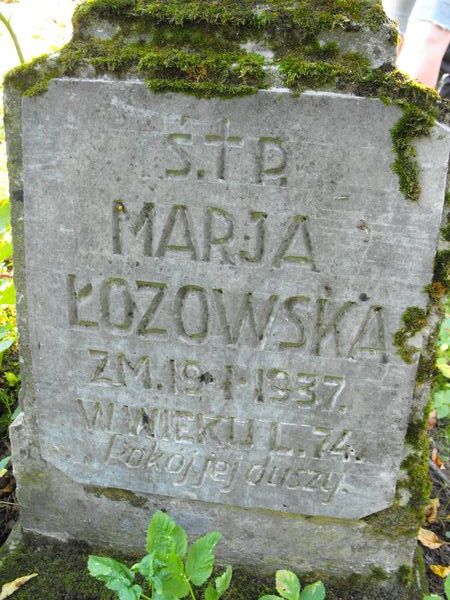 Ś.†P.
MARJA
ŁOZOWSKA
ZM. 19·I·1937.
W WIEKU L. 74.
Pokój jej duszy.